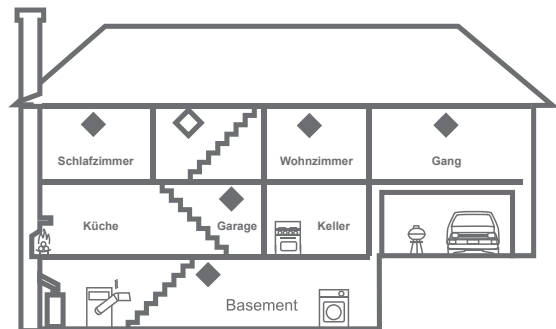 Schlafzimmer
Wohnzimmer
Gang
Küche
Garage
Keller
Basement